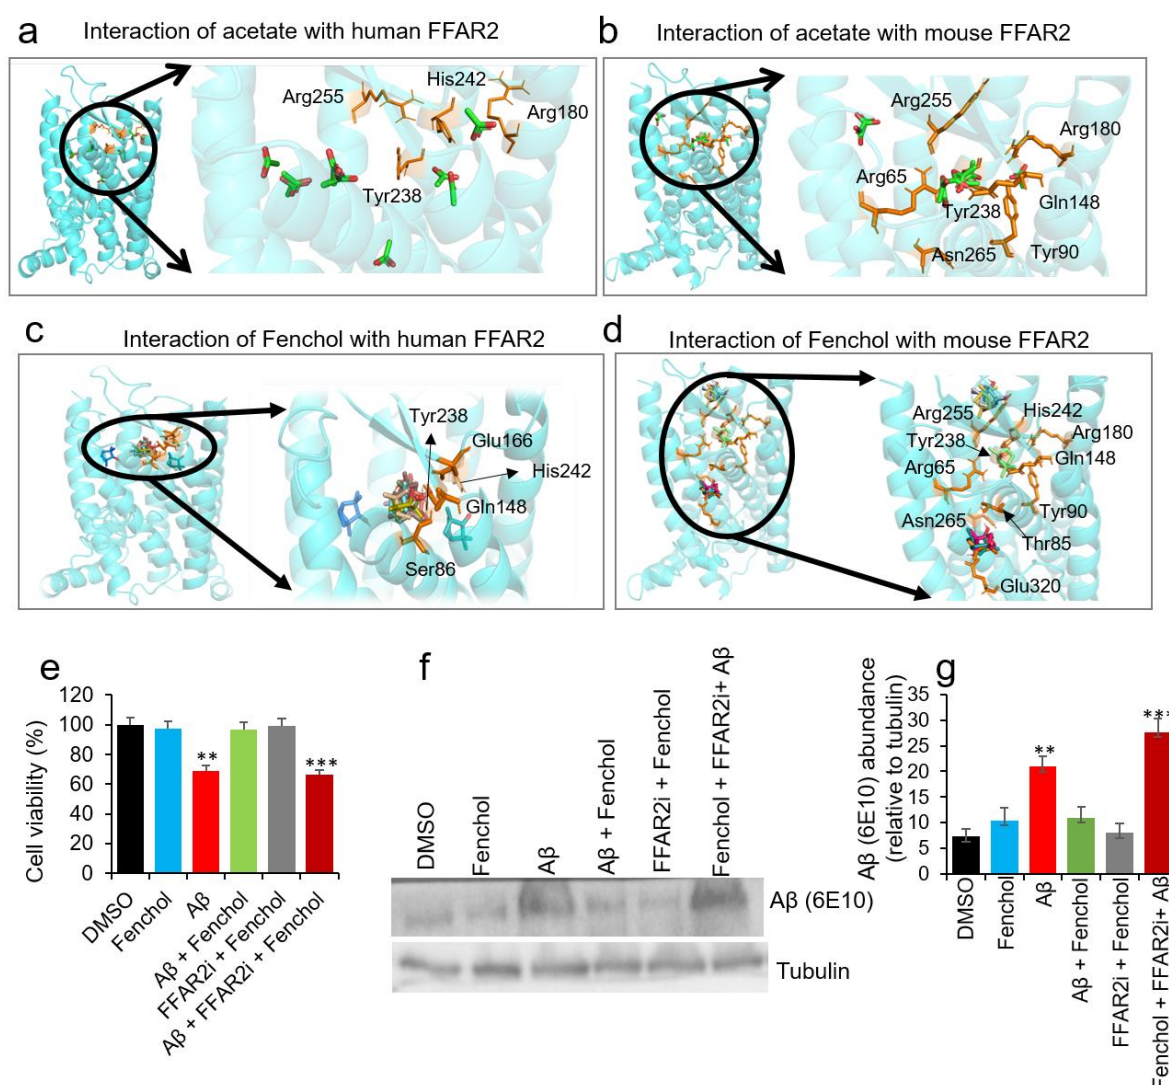 a
Interaction of acetate with human FFAR2
Arg255
His242
Arg180
Tyr238
b
Interaction of acetate with mouse FFAR2
Arg255
Arg180
Arg65
Tyr238
Gln148
Asn265
Tyr90
c
Interaction of Fenchol with human FFAR2
Tyr238
Glu166
His242
Gln148
Ser86
d
Interaction of Fenchol with mouse FFAR2
Arg255
His242
Tyr238
Arg180
Arg65
Gln148
Asn265
Tyr90
Thr85
Glu320
e
Cell viability (%)
120
100
80
60
40
20
0
**
***
DMSO
Fenchol
Aβ
Aβ + Fenchol
FFAR2i + Fenchol
Aβ + FFAR2i + Fenchol
f
DMSO
Fenchol
Aβ
Aβ + Fenchol
FFAR2i + Fenchol
Fenchol + FFAR2i+ Aβ
Aβ (6E10)
Tubulin
g
Aβ (6E10) abundance
(relative to tubulin)
35
30
25
20
15
10
5
0
**
***
DMSO
Fenchol
Aβ
Aβ + Fenchol
FFAR2i + Fenchol
Fenchol + FFAR2i+ Aβ